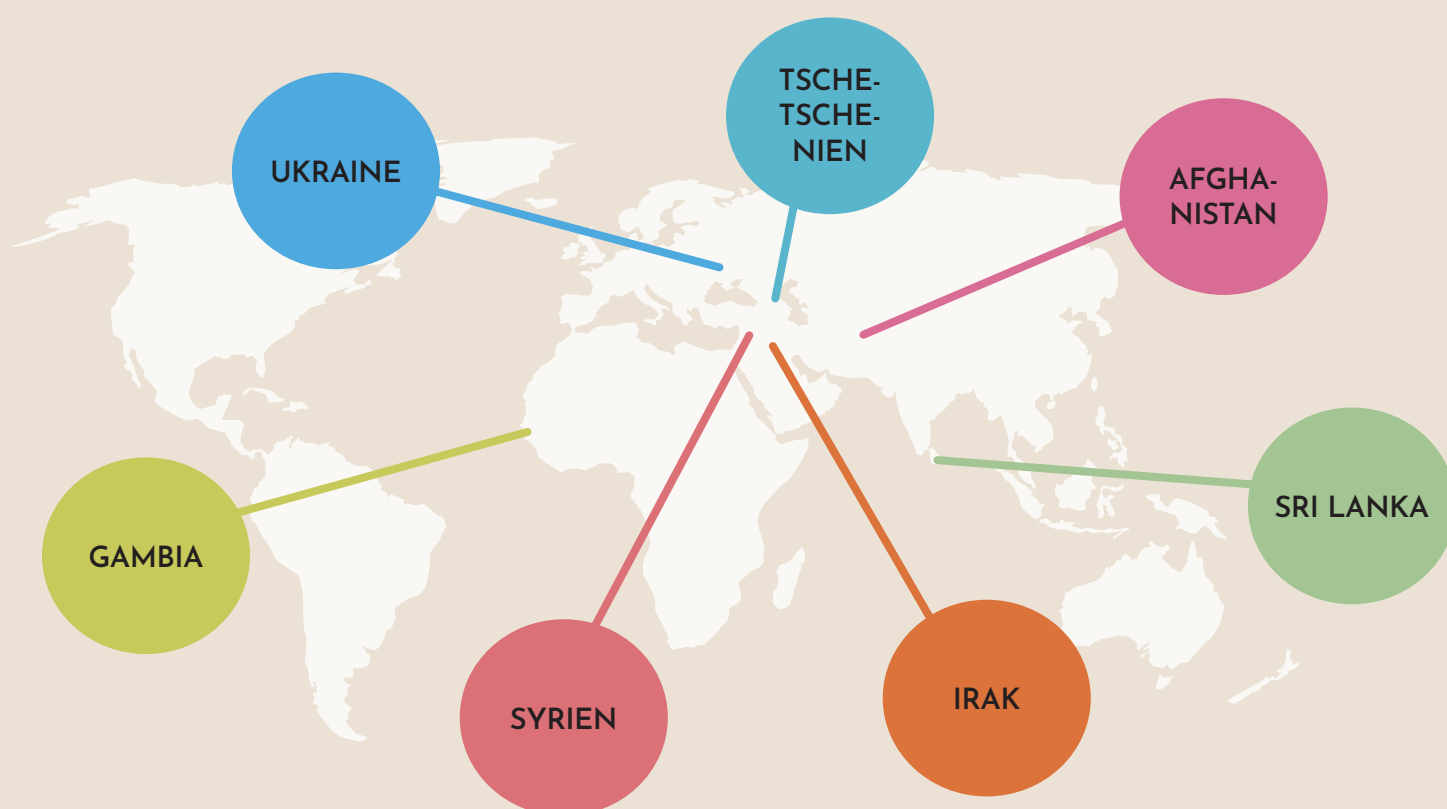 TSCHE-
TSCHE-
NIEN
UKRAINE
AFGHA-
NISTAN
SRI LANKA
GAMBIA
IRAK
SYRIEN